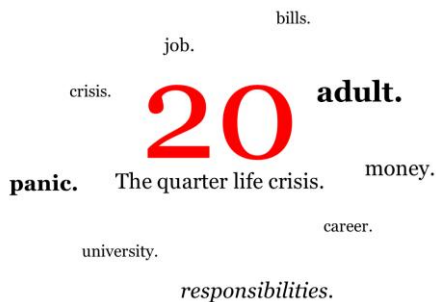 bills.
job.
crisis.
20
adult.
panic.
The quarter life crisis.
money.
career.
university.
responsibilities.